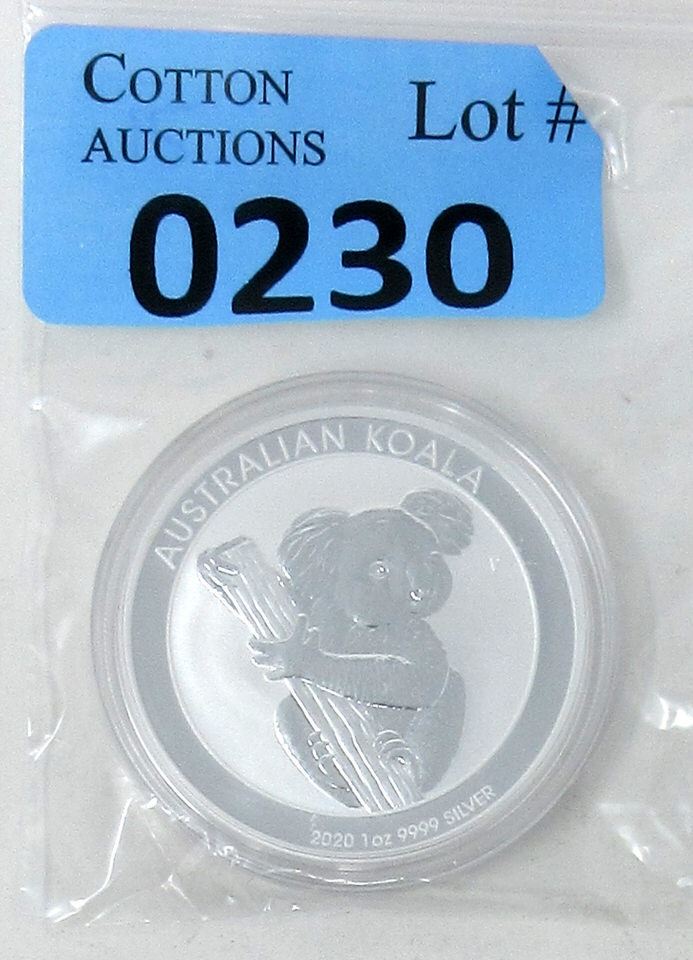 COTTON
AUCTIONS
Lot #
0230
AUSTRALIAN KOALA
2020 1oz 9999 SILVER